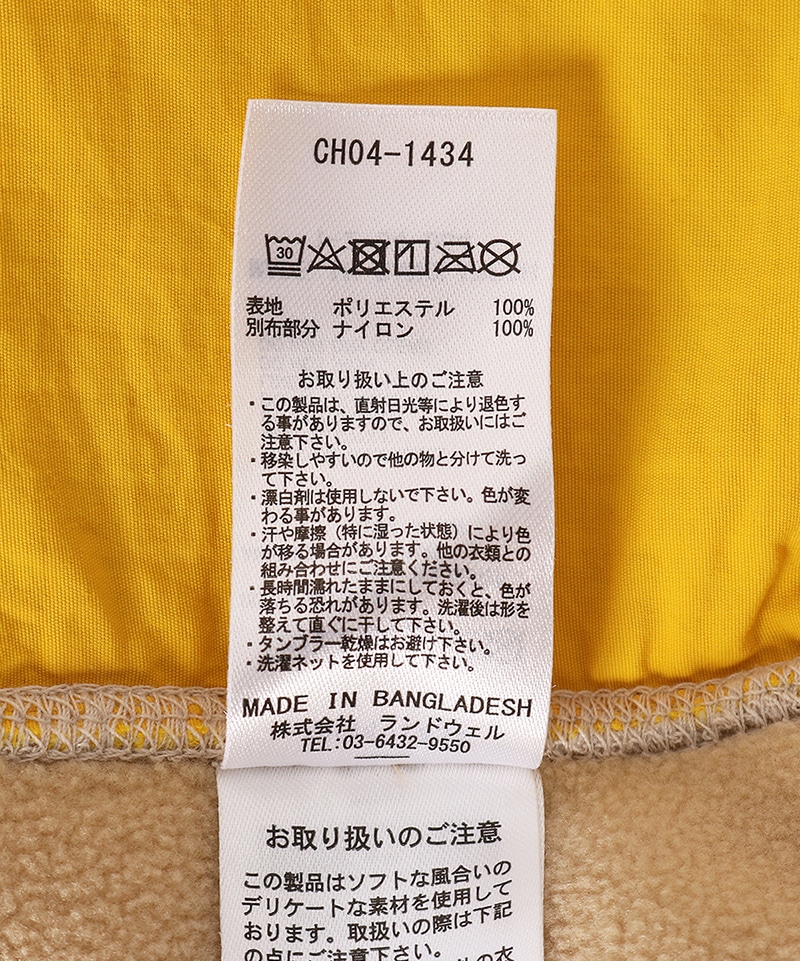 CH04-1434
30
表地 ポリエステル 100%
別布部分 ナイロン 100%
お取り扱い上のご注意
・この製品は、直射日光等により退色す
る事がありますので、お取扱いにはご
注意下さい。
・移染しやすいので他の物と分けて洗っ
て下さい。
・漂白剤は使用しないで下さい。色が変
わる事があります。
・汗や摩擦（特に湿った状態）により色
が移る場合があります。他の衣類との
組み合わせにご注意ください。
・長時間濡れたままにしておくと、色が
落ちる恐れがあります。洗濯後は形を
整えて直ぐに干して下さい。
・タンブラー乾燥はお避け下さい。
・洗濯ネットを使用して下さい。
MADE IN BANGLADESH
株式会社 ランドウェル
TEL:03-6432-9550
お取り扱いのご注意
この製品はソフトな風合いの
デリケートな素材を使用して
おります。取扱いの際は下記
の点にご注意下さい。
の衣